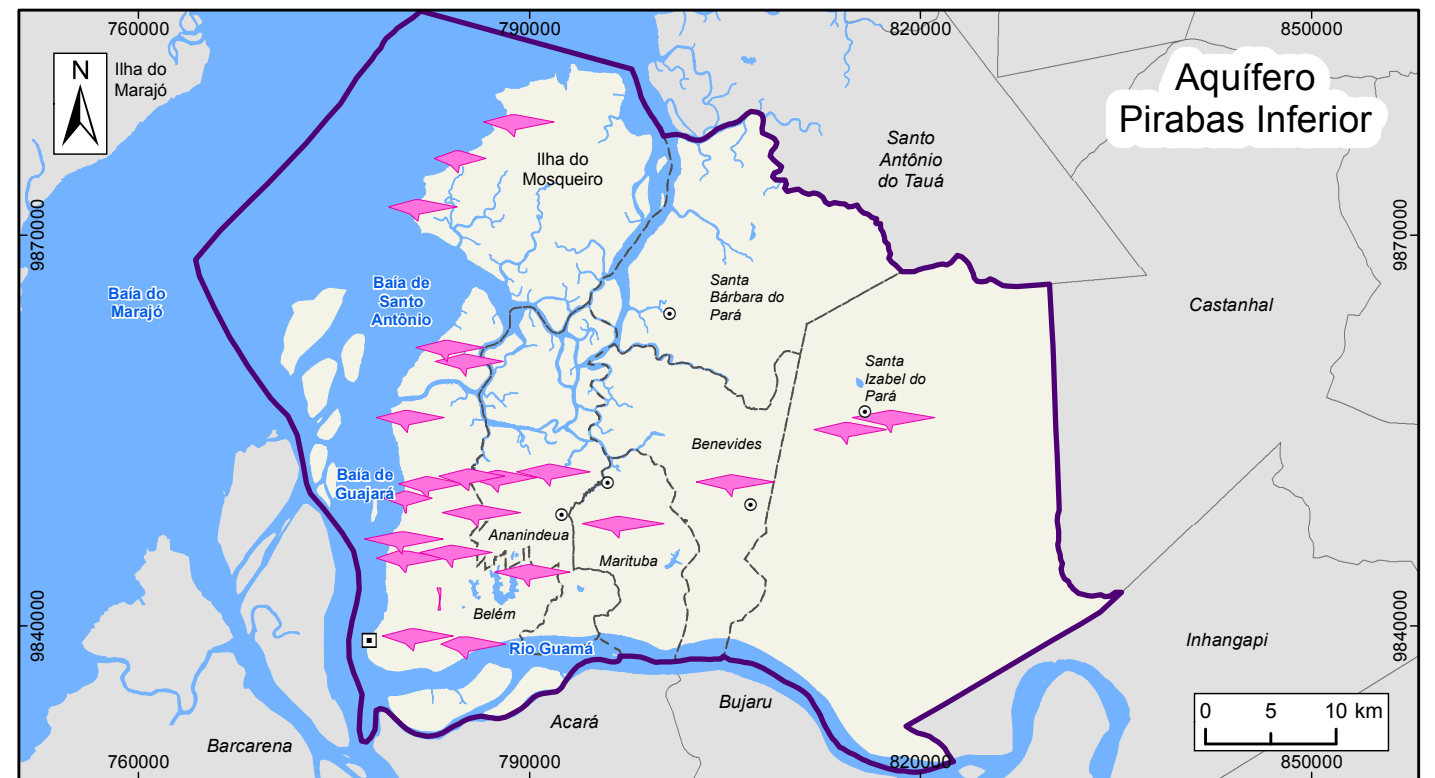 760000
790000
820000
850000
N
Ilha do
Marajó
Aquífero
Pirabas Inferior
Santo
Antônio
do Tauá
Ilha do
Mosqueiro
9870000
9870000
Baía do
Marajó
Baía de
Santo
Antônio
Santa
Bárbara do
Pará
Castanhal
Santa
Izabel do
Pará
Benevides
Baía de
Guajará
Ananindeua
Marituba
Belém
9840000
9840000
Rio Guamá
Inhangapi
Bujaru
Acará
Barcarena
0 5 10 km
760000
790000
820000
850000